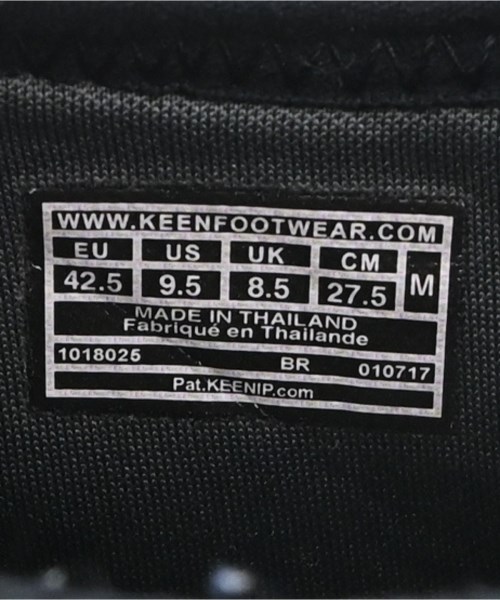 WWW.KEENFOOTWEAR.COM
EU US UK CM M
42.5 9.5 8.5 27.5
MADE IN THAILAND
Fabriqué en Thaïlande
1018025 BR 010717
Pat.KEENIP.com